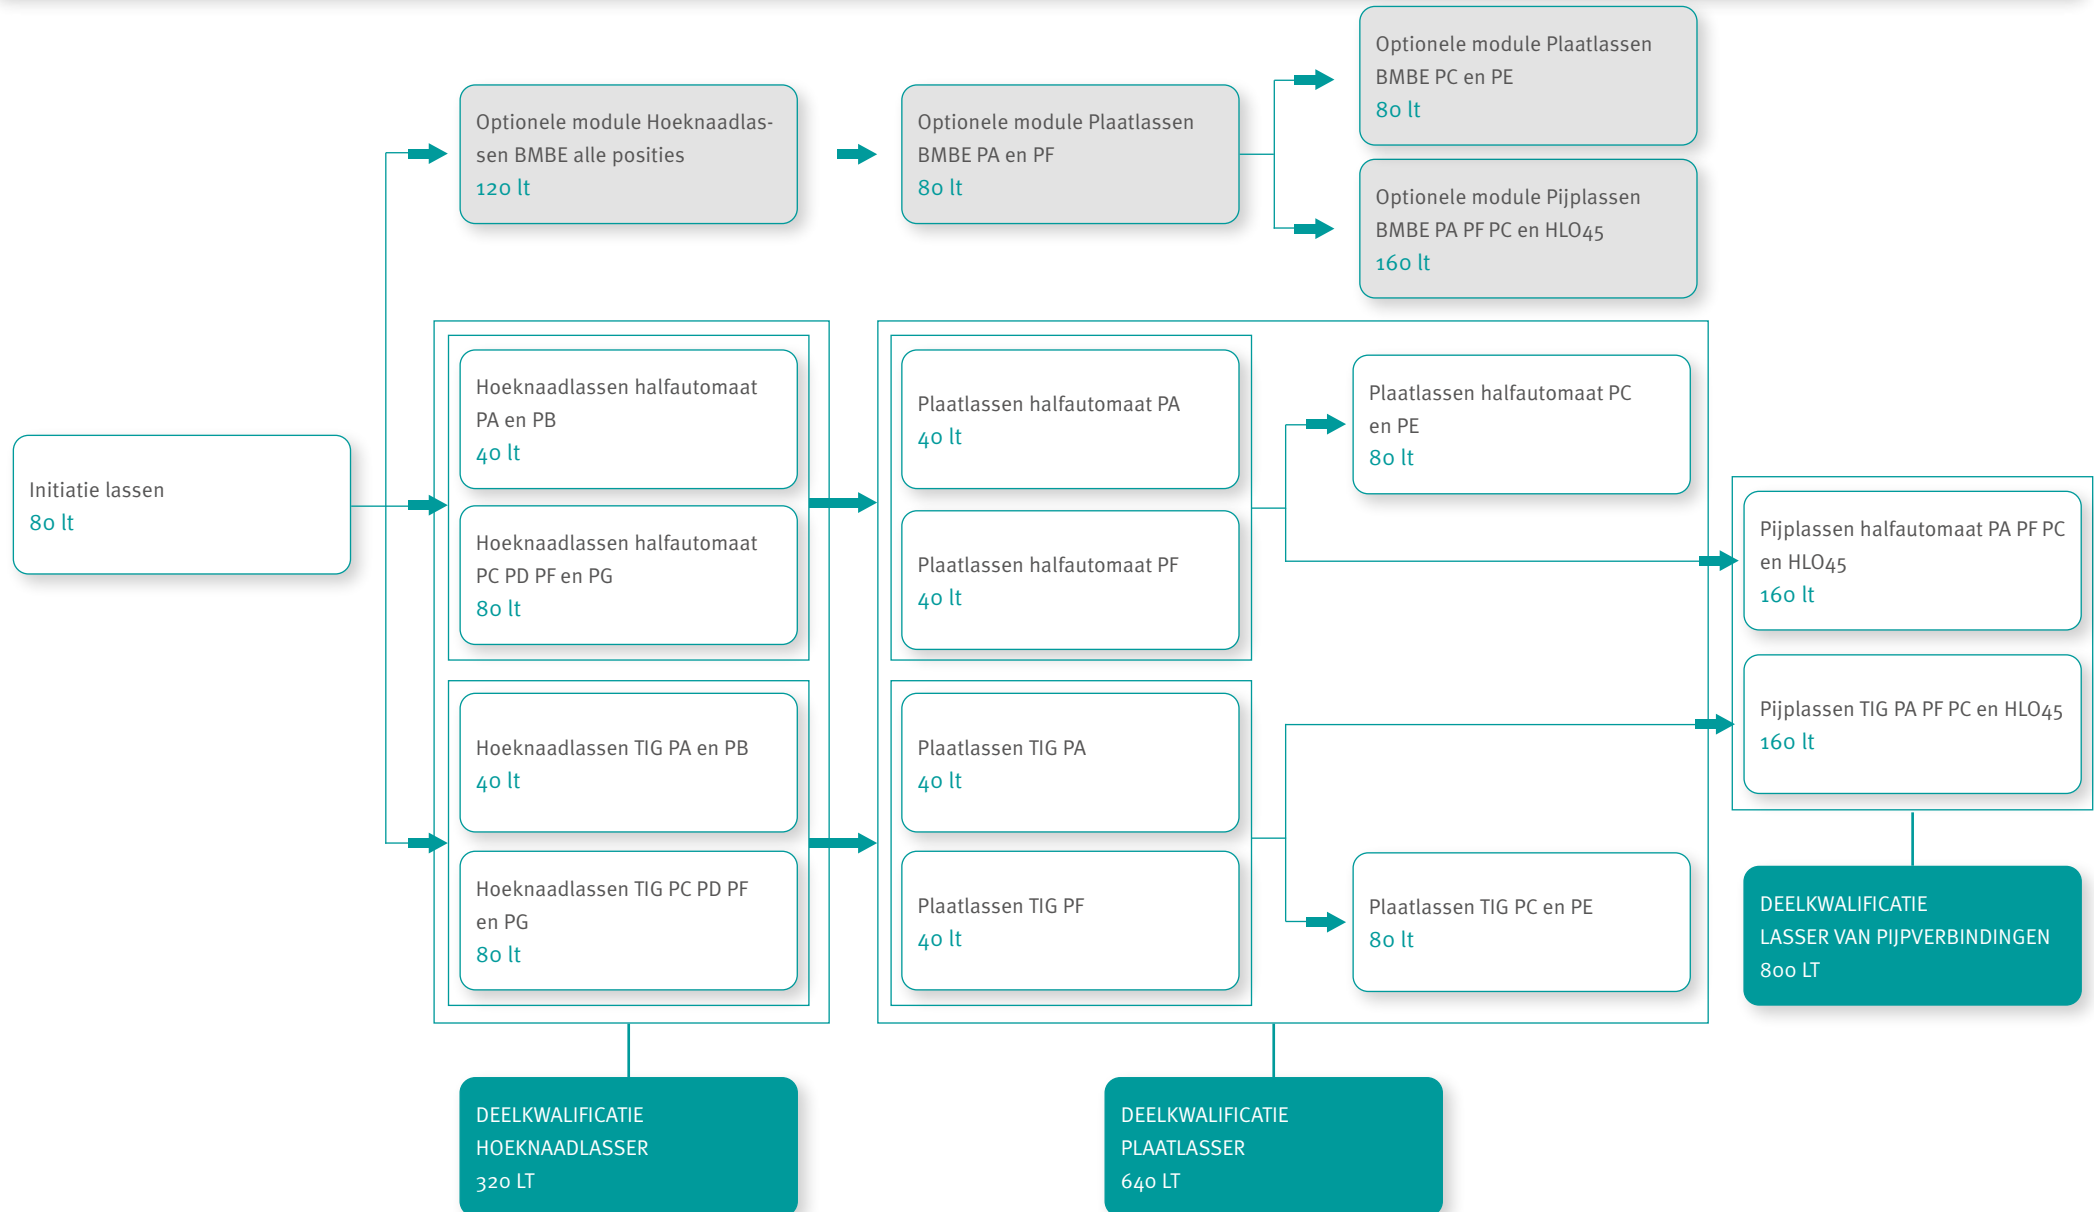 Optionele module Plaatlassen
BMBE PC en PE
80 lt
Optionele module Hoeknaadlas-
sen BMBE alle posities
120 lt
Optionele module Plaatlassen
BMBE PA en PF
80 lt
Optionele module Pijplassen
BMBE PA PF PC en HLO45
160 lt
Initiatie lassen
80 lt
Hoeknaadlassen halfautomaat
PA en PB
40 lt
Hoeknaadlassen halfautomaat
PC PD PF en PG
80 lt
Plaatlassen halfautomaat PA
40 lt
Plaatlassen halfautomaat PF
40 lt
Plaatlassen halfautomaat PC
en PE
80 lt
Pijplassen halfautomaat PA PF PC
en HLO45
160 lt
Pijplassen TIG PA PF PC en HLO45
160 lt
Hoeknaadlassen TIG PA en PB
40 lt
Hoeknaadlassen TIG PC PD PF
en PG
80 lt
Plaatlassen TIG PA
40 lt
Plaatlassen TIG PF
40 lt
Plaatlassen TIG PC en PE
80 lt
DEELKWALIFICATIE
LASSER VAN PIJPVERBINDINGEN
800 LT
DEELKWALIFICATIE
HOEKNAADLASSER
320 LT
DEELKWALIFICATIE
PLAATLASSER
640 LT